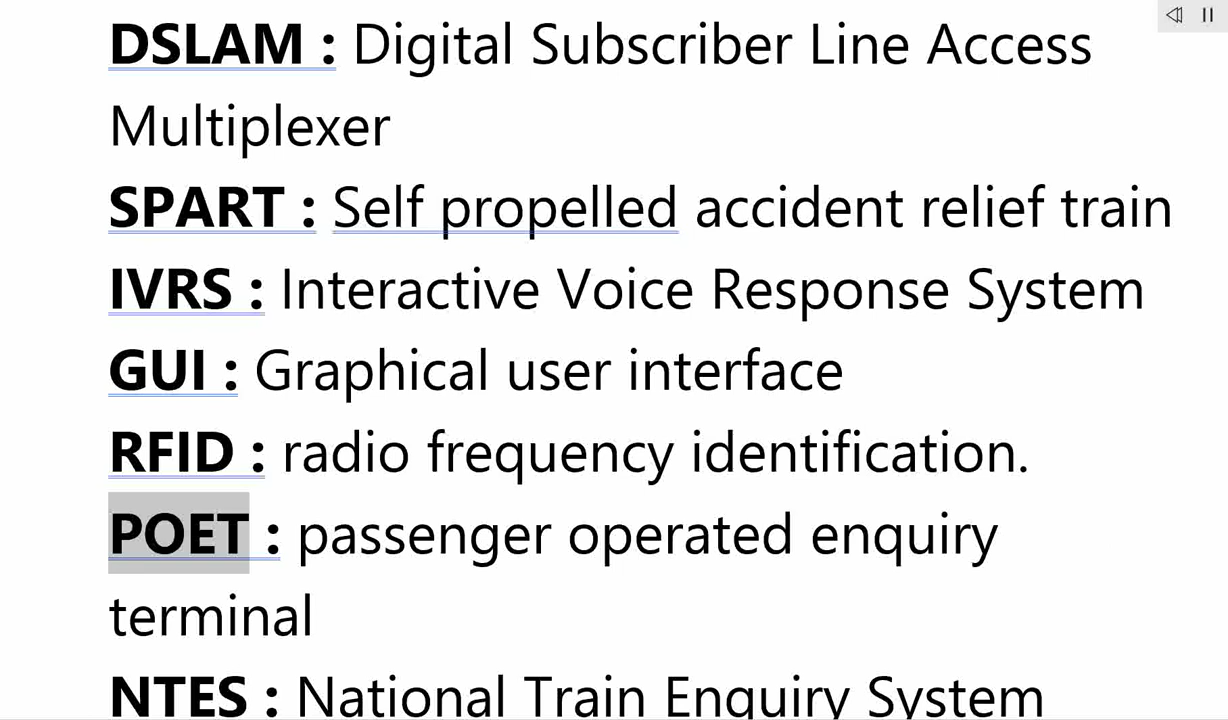 DSLAM : Digital Subscriber Line Access
Multiplexer
SPART : Self propelled accident relief train
IVRS : Interactive Voice Response System
GUI : Graphical user interface
RFID : radio frequency identification.
POET : passenger operated enquiry
terminal
NTES : National Train Enquiry System